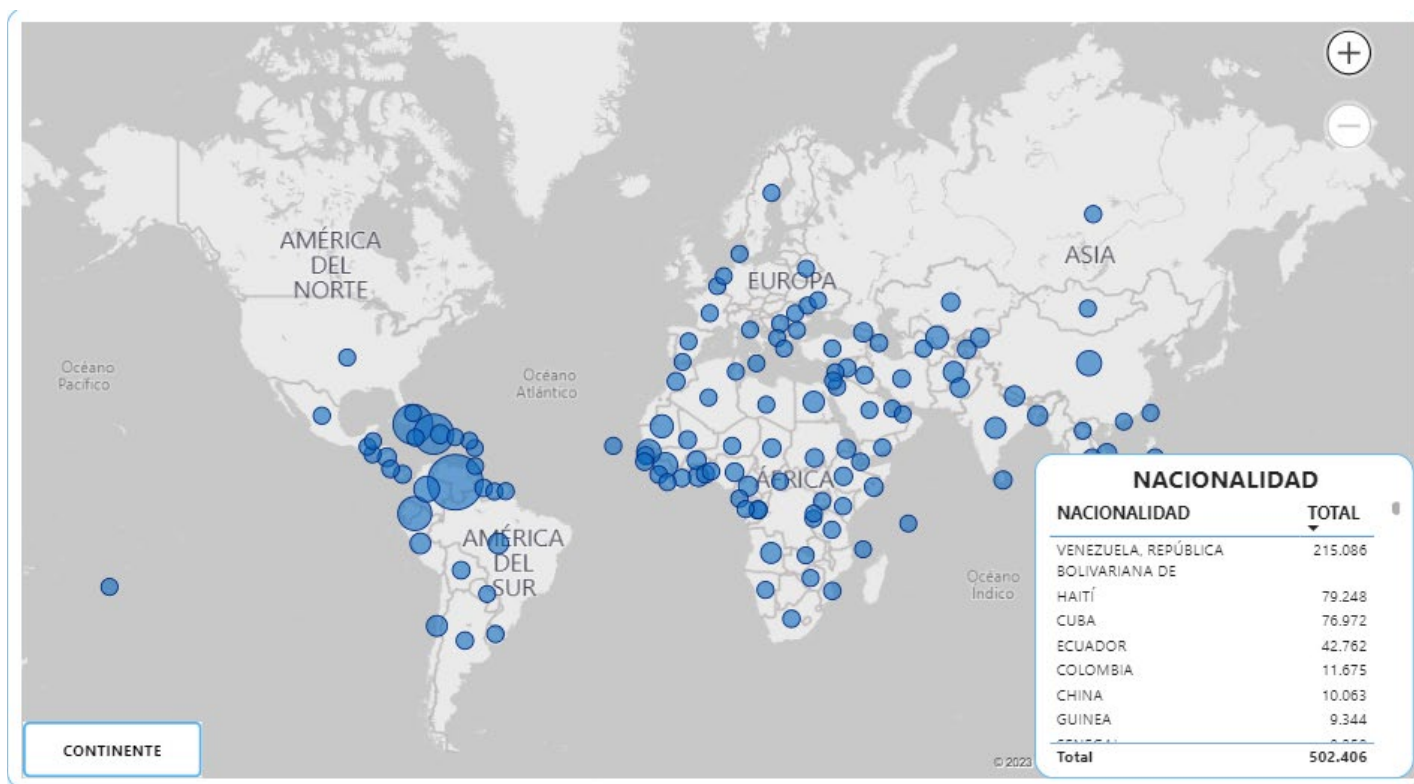 AMÉRICA
DEL
NORTE
EUROPA
ASIA
Océano
Pacífico
Océano
Atlántico
ÁFRICA
AMÉRICA
DEL
SUR
Océano
Índico
NACIONALIDAD
NACIONALIDAD TOTAL
VENEZUELA, REPÚBLICA 215.086
BOLIVARIANA DE
HAITÍ 79.248
CUBA 76.972
ECUADOR 42.762
COLOMBIA 11.675
CHINA 10.063
GUINEA 9.344
Total 502.406
CONTINENTE
© 2023